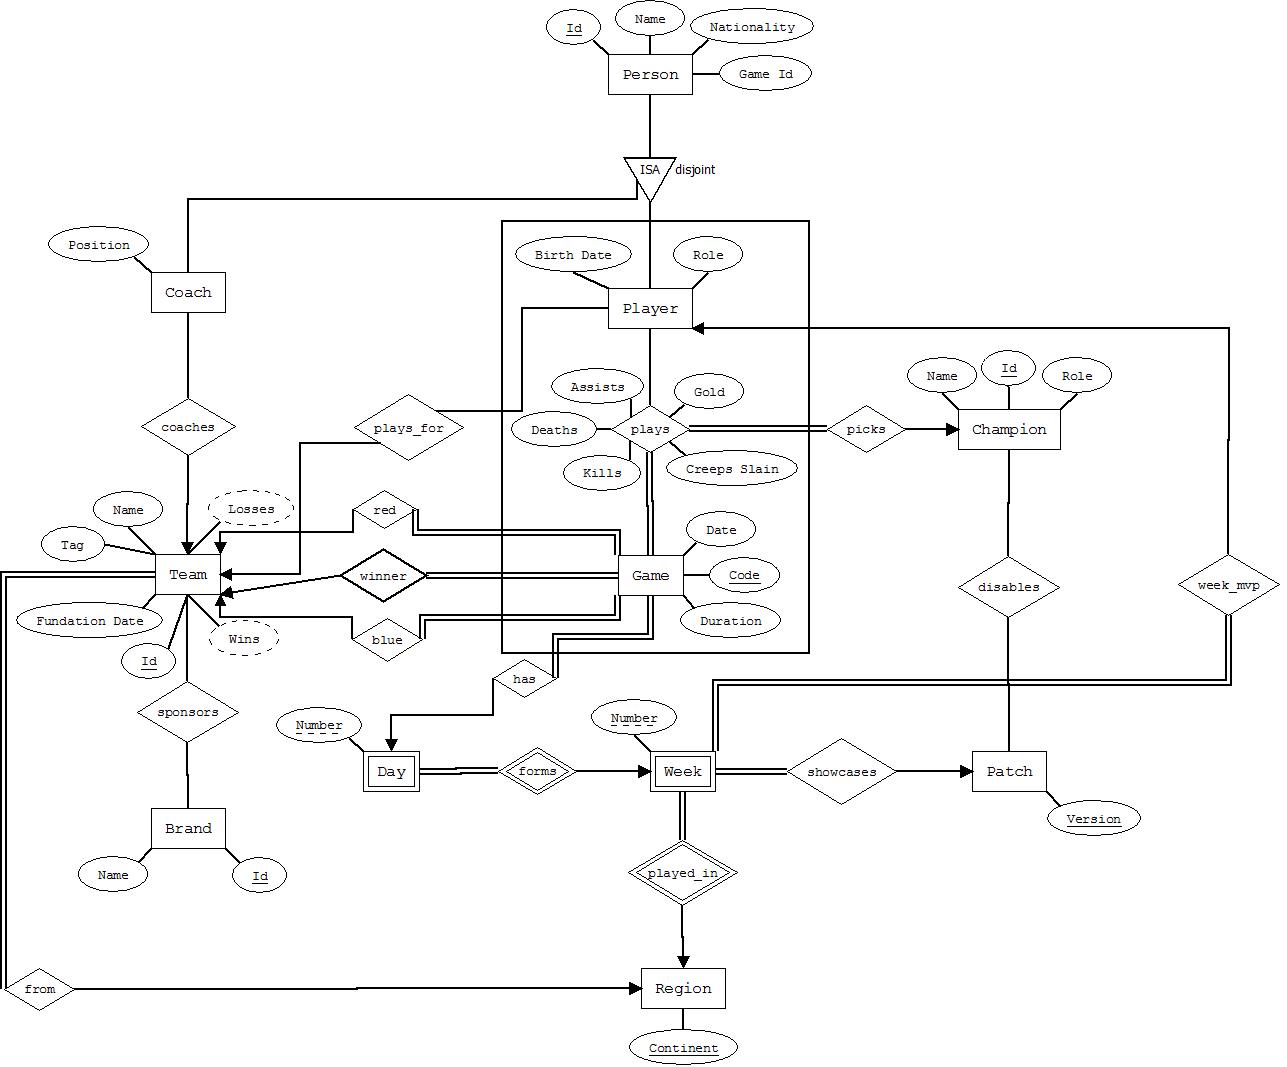 Id
Name
Nationality
Person
Game Id
ISA
disjoint
Position
Birth Date
Role
Coach
Player
Assists
Gold
Name
Id
Role
coaches
plays_for
Deaths
plays
picks
Champion
Kills
Creeps Slain
Name
Losses
red
Date
Tag
Team
winner
Game
Code
disables
week_mvp
Fundation Date
Wins
blue
Duration
Id
has
sponsors
Number
Number
Day
forms
Week
showcases
Patch
Version
Brand
Name
Id
played_in
from
Region
Continent